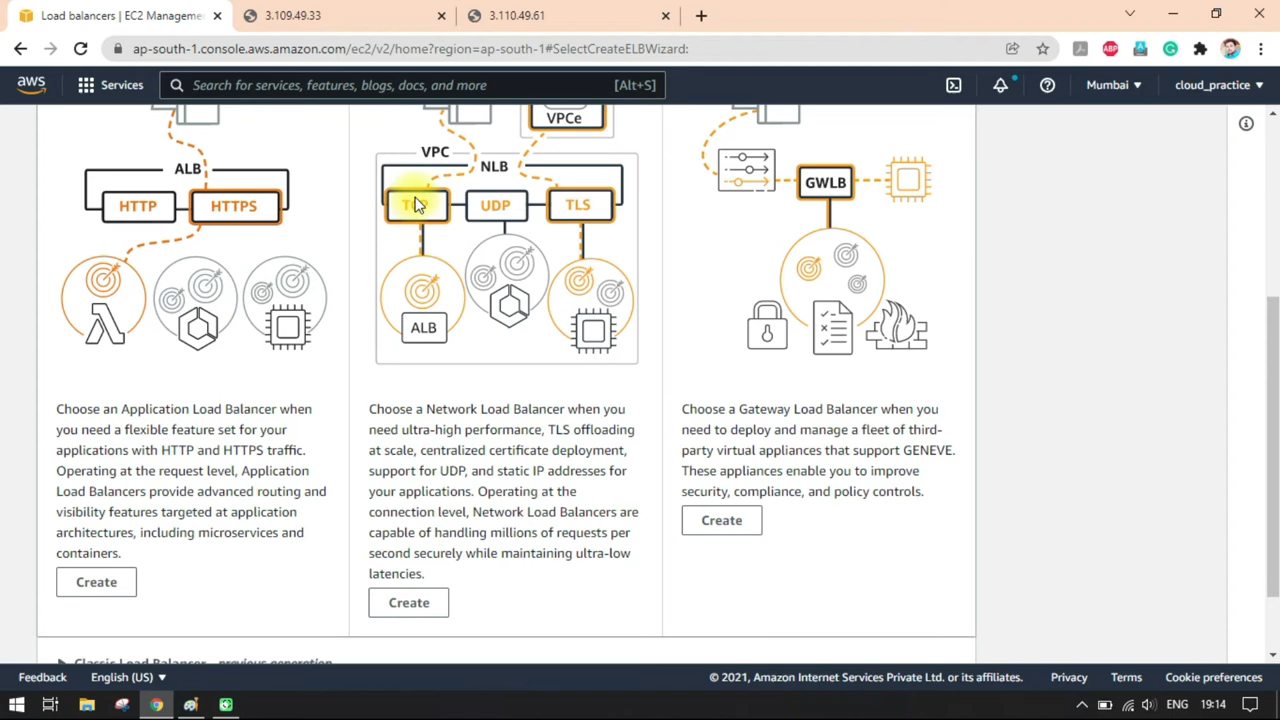 Load balancers | EC2 Manageme
3.109.49.33
3.110.49.61
ap-south-1.console.aws.amazon.com/ec2/v2/home?region=ap-south-1#SelectCreateELBWizard:
ABP
aws
Services
Search for services, features, blogs, docs, and more
[Alt+S]
Mumbai
cloud_practice
VPCe
VPC
ALB
HTTP
HTTPS
NLB
TCP
UDP
TLS
ALB
GWLB
Choose an Application Load Balancer when
you need a flexible feature set for your
applications with HTTP and HTTPS traffic.
Operating at the request level, Application
Load Balancers provide advanced routing and
visibility features targeted at application
architectures, including microservices and
containers.
Create
Choose a Network Load Balancer when you
need ultra-high performance, TLS offloading
at scale, centralized certificate deployment,
support for UDP, and static IP addresses for
your applications. Operating at the
connection level, Network Load Balancers are
capable of handling millions of requests per
second securely while maintaining ultra-low
latencies.
Create
Choose a Gateway Load Balancer when you
need to deploy and manage a fleet of third-
party virtual appliances that support GENEVE.
These appliances enable you to improve
security, compliance, and policy controls.
Create
Classic Load Balancer - previous generation
Feedback
English (US)
© 2021, Amazon Internet Services Private Ltd. or its affiliates.
Privacy
Terms
Cookie preferences
ENG
19:14